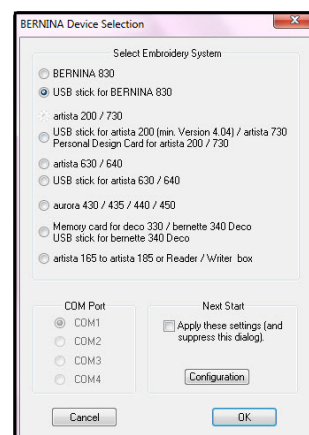 BERNINA Device Selection
Select Embroidery System
BERNINA 830
USB stick for BERNINA 830
artista 200 / 730
USB stick for artista 200 (min. Version 4.04) / artista 730
Personal Design Card for artista 200 / 730
artista 630 / 640
USB stick for artista 630 / 640
aurora 430 / 435 / 440 / 450
Memory card for deco 330 / bernette 340 Deco
USB stick for bernette 340 Deco
artista 165 to artista 185 or Reader / Writer box
COM Port
COM1
COM2
COM3
COM4
Next Start
Apply these settings (and
suppress this dialog).
Configuration
Cancel
OK